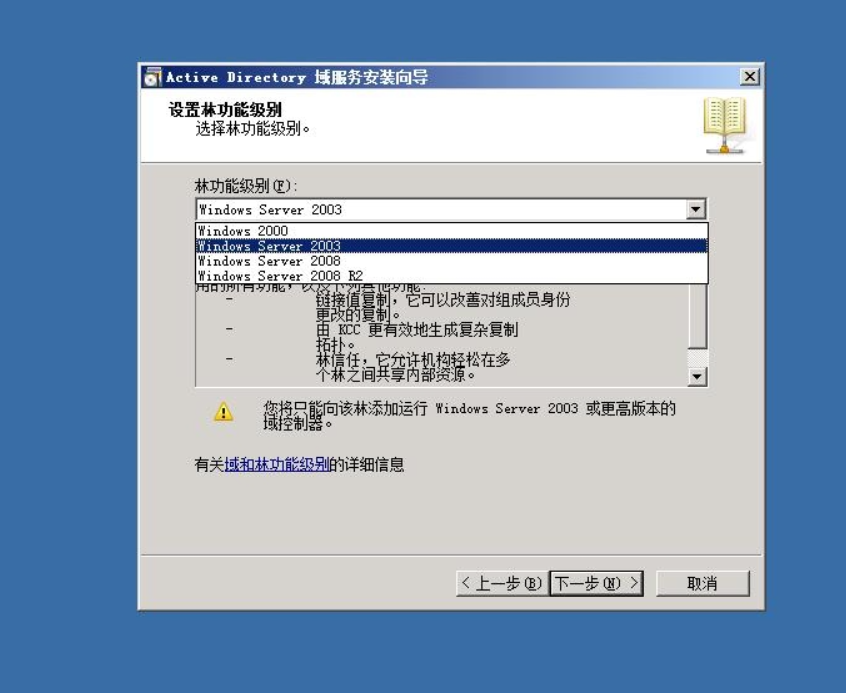 Active Directory 域服务安装向导
设置林功能级别
选择林功能级别。
林功能级别(F):
Windows Server 2003
Windows 2000
Windows Server 2003
Windows Server 2008
Windows Server 2008 R2
用的所有功能，以及下列其他功能:
- 链接值复制，它可以改善对组成员身份
更改的复制。
- 由 KCC 更有效地生成复杂复制
拓扑。
- 林信任，它允许机构轻松在多
个林之间共享内部资源。
您将只能向该林添加运行 Windows Server 2003 或更高版本的
域控制器。
有关域和林功能级别的详细信息
< 上一步(B) 下一步(N) > 取消